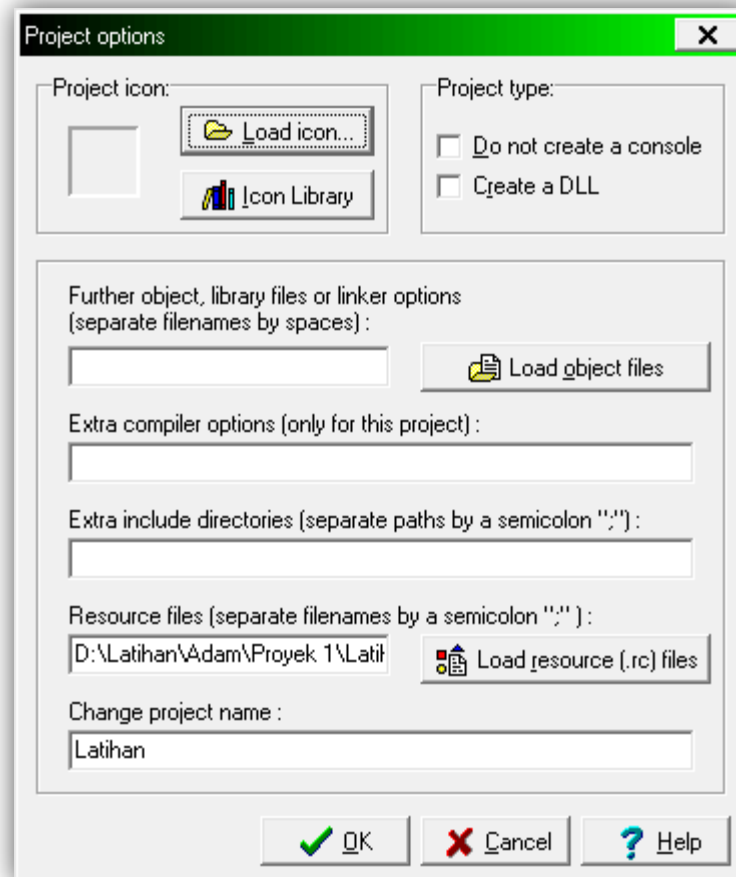 Project options
Project icon:
Load icon...
Icon Library
Project type:
Do not create a console
Create a DLL
Further object, library files or linker options
(separate filenames by spaces) :
Load object files
Extra compiler options (only for this project) :
Extra include directories (separate paths by a semicolon ";") :
Resource files (separate filenames by a semicolon ";" ) :
D:\Latihan\Adam\Proyek 1\Lati
Load resource (.rc) files
Change project name :
Latihan
OK
Cancel
Help